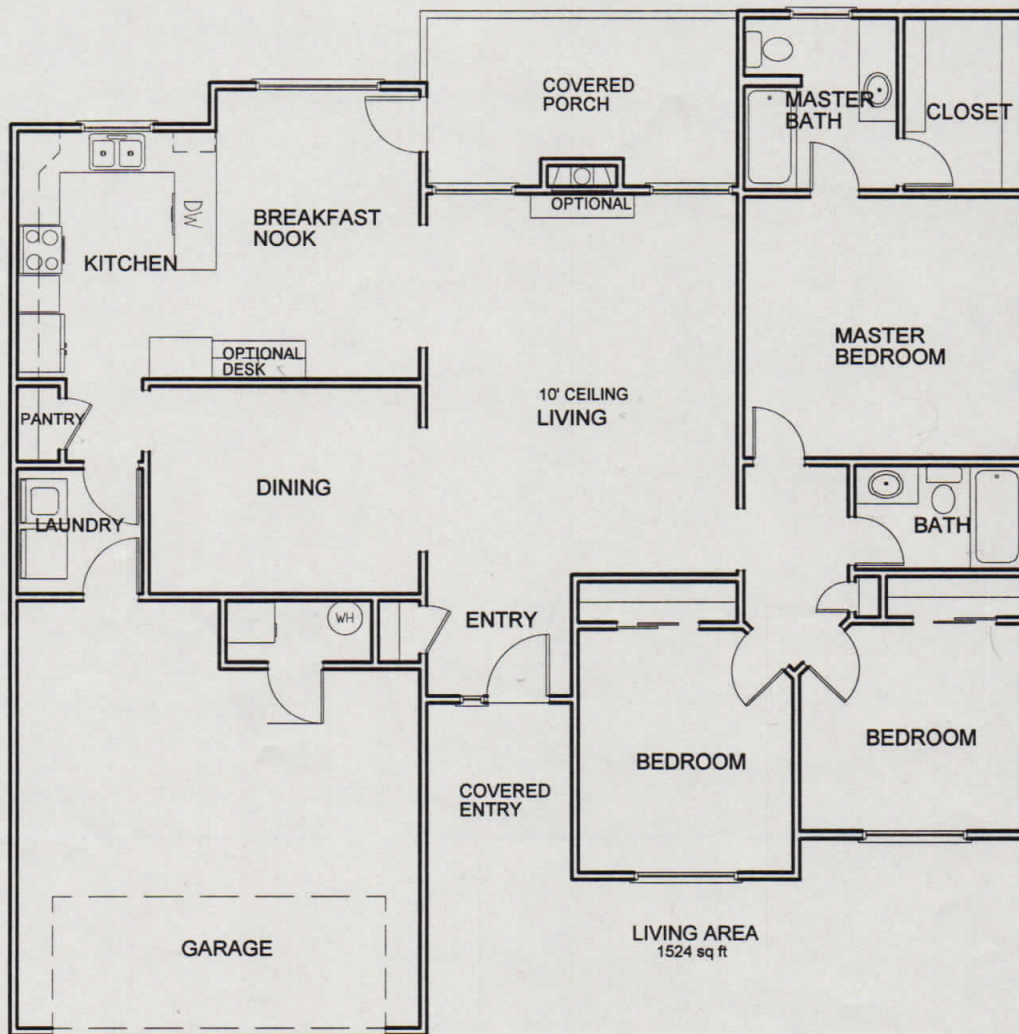 COVERED
PORCH
MASTER
BATH
CLOSET
OPTIONAL
DW
BREAKFAST
NOOK
KITCHEN
OPTIONAL
DESK
MASTER
BEDROOM
10' CEILING
LIVING
PANTRY
DINING
LAUNDRY
BATH
WH
ENTRY
BEDROOM
BEDROOM
COVERED
ENTRY
GARAGE
LIVING AREA
1524 sq ft